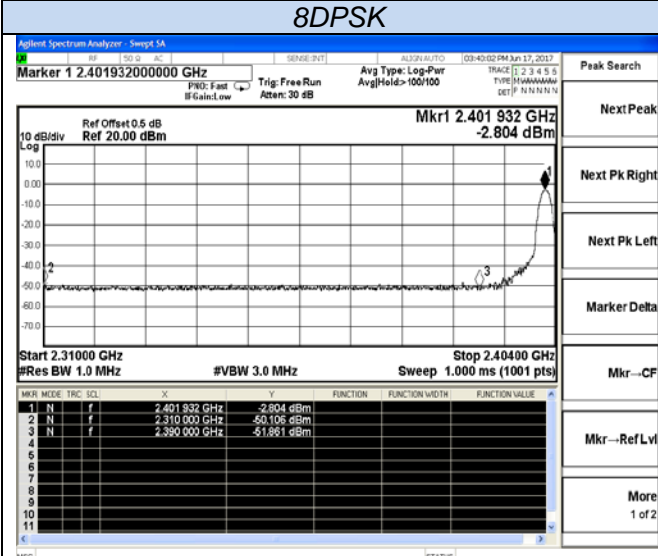 8DPSK
Agilent Spectrum Analyzer - Swept SA
RF 50 Ω AC SENSE:INT ALIGN AUTO 03:40:02 PM Jun 17, 2017
Marker 1 2.401932000000 GHz
PNO: Fast
IFGain:Low
Trig: Free Run
Atten: 30 dB
Avg Type: Log-Pwr
Avg|Hold:>100/100
TRACE 1 2 3 4 5 6
TYPE MWWWWW
DET P N N N N N
Peak Search
Next Peak
Next Pk Right
Next Pk Left
Marker Delta
Mkr→CF
Mkr→Ref Lvl
More
1 of 2
Mkr1 2.401 932 GHz
-2.804 dBm
Ref Offset 0.5 dB
Ref 20.00 dBm
10 dB/div
Log
10.0
0.00
-10.0
-20.0
-30.0
-40.0
-50.0
-60.0
-70.0
1
2
3
Start 2.31000 GHz
Stop 2.40400 GHz
#Res BW 1.0 MHz #VBW 3.0 MHz Sweep 1.000 ms (1001 pts)
MKR MODE TRC SCL X Y FUNCTION FUNCTION WIDTH FUNCTION VALUE
1 N f 2.401 932 GHz -2.804 dBm
2 N f 2.310 000 GHz -50.106 dBm
3 N f 2.390 000 GHz -51.861 dBm
4
5
6
7
8
9
10
11
MSG STATUS